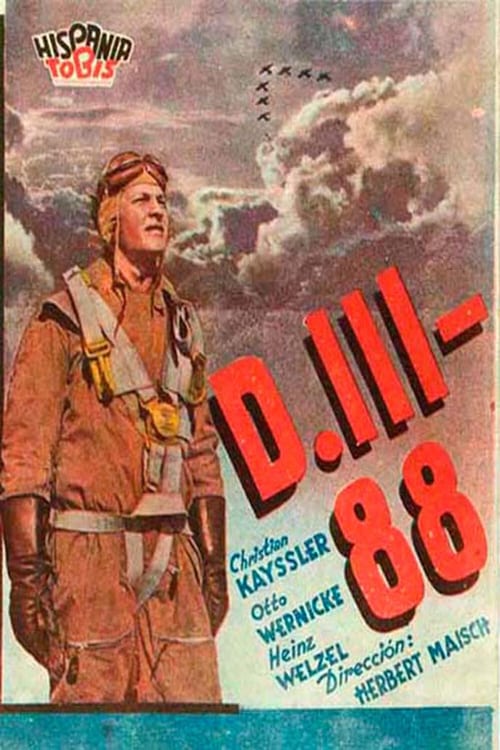 HISPANIA
TOBIS
D.III-
88
Christian
KAYSSLER
Otto
WERNICKE
Heinz
WELZEL
Dirección:
HERBERT MAISCH